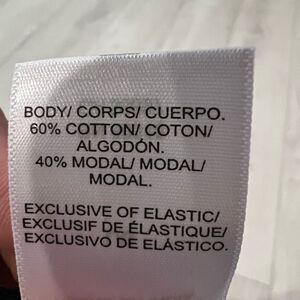 BODY/ CORPS/ CUERPO.
60% COTTON/ COTON/
ALGODÓN.
40% MODAL/ MODAL/
MODAL.
EXCLUSIVE OF ELASTIC/
EXCLUSIF DE ÉLASTIQUE/
EXCLUSIVO DE ELÁSTICO.